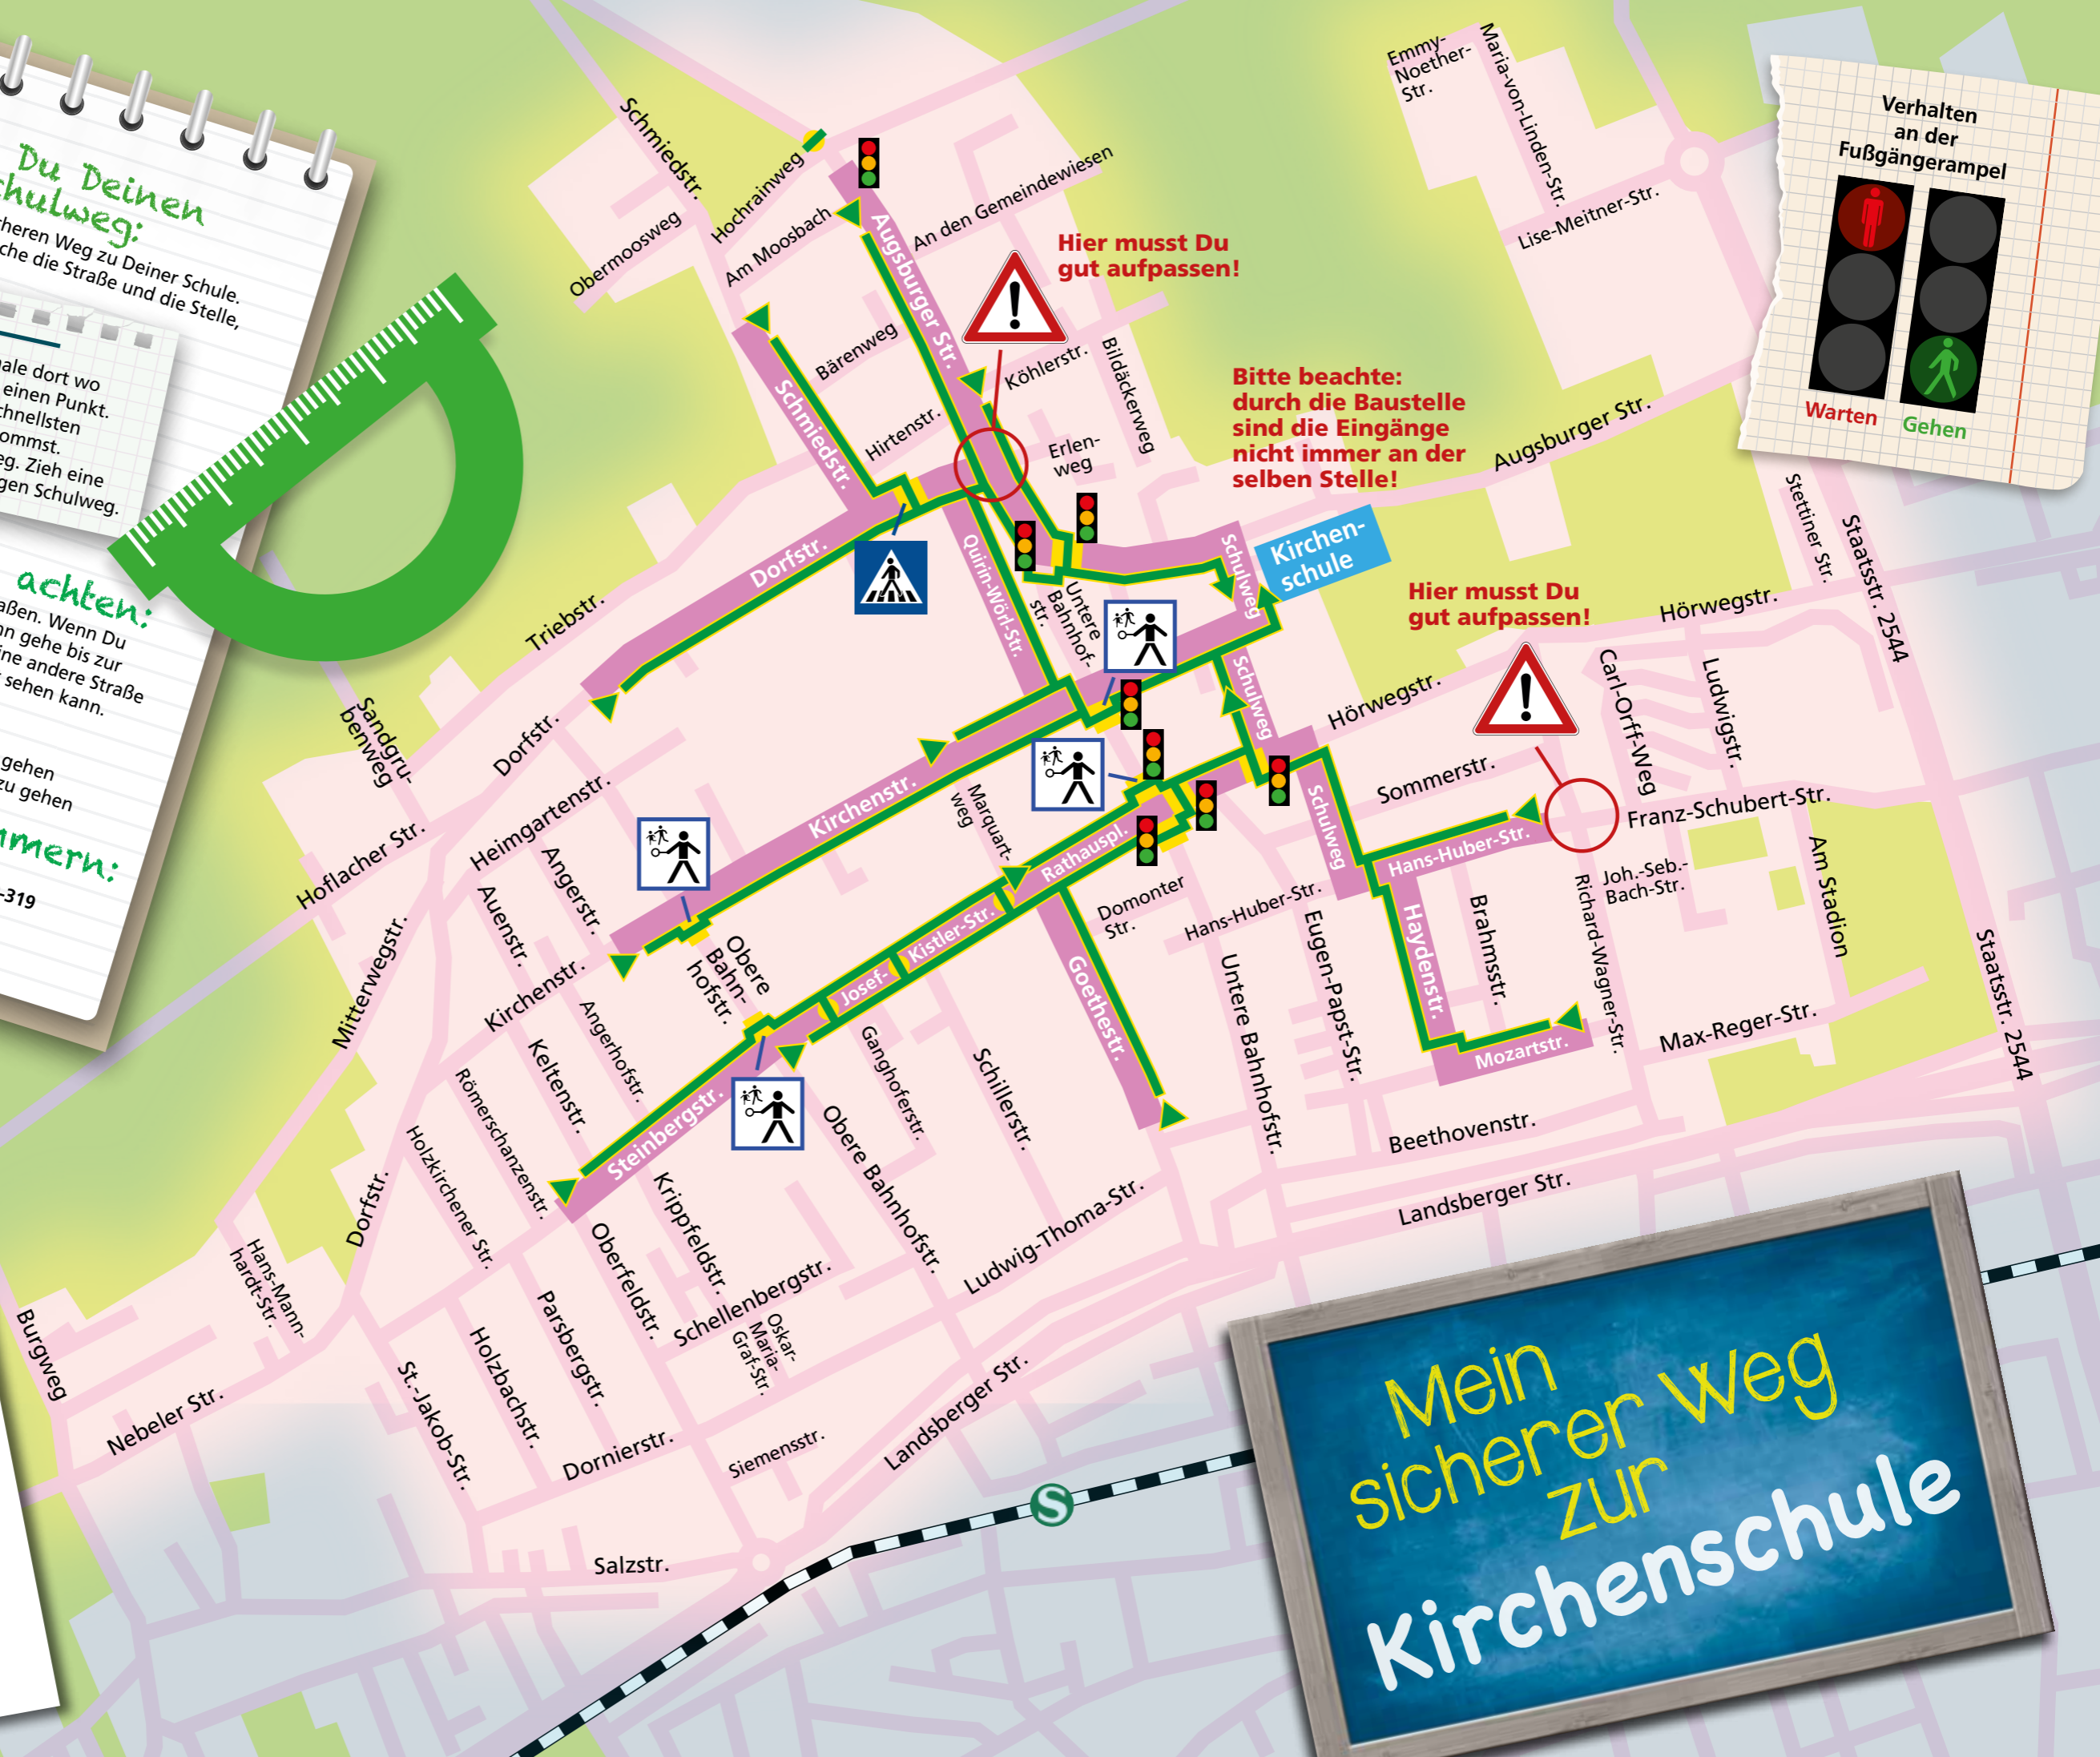 Du Deinen
chulweg:
cheren Weg zu Deiner Schule.
che die Straße und die Stelle,
ale dort wo
einen Punkt.
chnellsten
ommst.
eg. Zieh eine
gen Schulweg.
achten:
aßen. Wenn Du
nn gehe bis zur
ine andere Straße
sehen kann.
gehen
zu gehen
mmern:
-319
Verhalten
an der
Fußgängerampel
Warten
Gehen
Emmy-
Noether-
Str.
Maria-von-Linden-Str.
Lise-Meitner-Str.
Schmiedstr.
Hochrainweg
Obermoosweg
Am Moosbach
Augsburger Str.
An den Gemeindewiesen
Hier musst Du
gut aufpassen!
Bärenweg
Köhlerstr.
Bildäckerweg
Schmiedstr.
Hirtenstr.
Erlen-
weg
Bitte beachte:
durch die Baustelle
sind die Eingänge
nicht immer an der
selben Stelle!
Augsburger Str.
Stettiner Str.
Staatsstr. 2544
Dorfstr.
Quirin-Wörl-Str.
Untere
Bahnhof-
str.
Schulweg
Kirchen-
schule
Triebstr.
Hier musst Du
gut aufpassen!
Hörwegstr.
Sandgru-
benweg
Dorfstr.
Schulweg
Hörwegstr.
Carl-Orff-Weg
Ludwigstr.
Heimgartenstr.
Kirchenstr.
Marquart-
weg
Sommerstr.
Franz-Schubert-Str.
Hoflacher Str.
Angerstr.
Auenstr.
Rathauspl.
Schulweg
Hans-Huber-Str.
Joh.-Seb.-
Bach-Str.
Am Stadion
Domonter
Str.
Hans-Huber-Str.
Mitterwegstr.
Kirchenstr.
Obere
Bahn-
hofstr.
Josef-
Kistler-Str.
Goethestr.
Untere Bahnhofstr.
Eugen-Papst-Str.
Haydenstr.
Brahmsstr.
Richard-Wagner-Str.
Staatsstr. 2544
Angerhofstr.
Keltenstr.
Ganghoferstr.
Schillerstr.
Mozartstr.
Max-Reger-Str.
Römerschanzenstr.
Steinbergstr.
Obere Bahnhofstr.
Beethovenstr.
Holzkirchener Str.
Dorfstr.
Krippfeldstr.
Ludwig-Thoma-Str.
Landsberger Str.
Hans-Mann-
hardt-Str.
Oberfeldstr.
Schellenbergstr.
Oskar-
Maria-
Graf-Str.
Burgweg
Parsbergstr.
Holzbachstr.
St.-Jakob-Str.
Nebeler Str.
Dornierstr.
Siemensstr.
Landsberger Str.
Salzstr.
S
Mein
sicherer Weg
zur
Kirchenschule